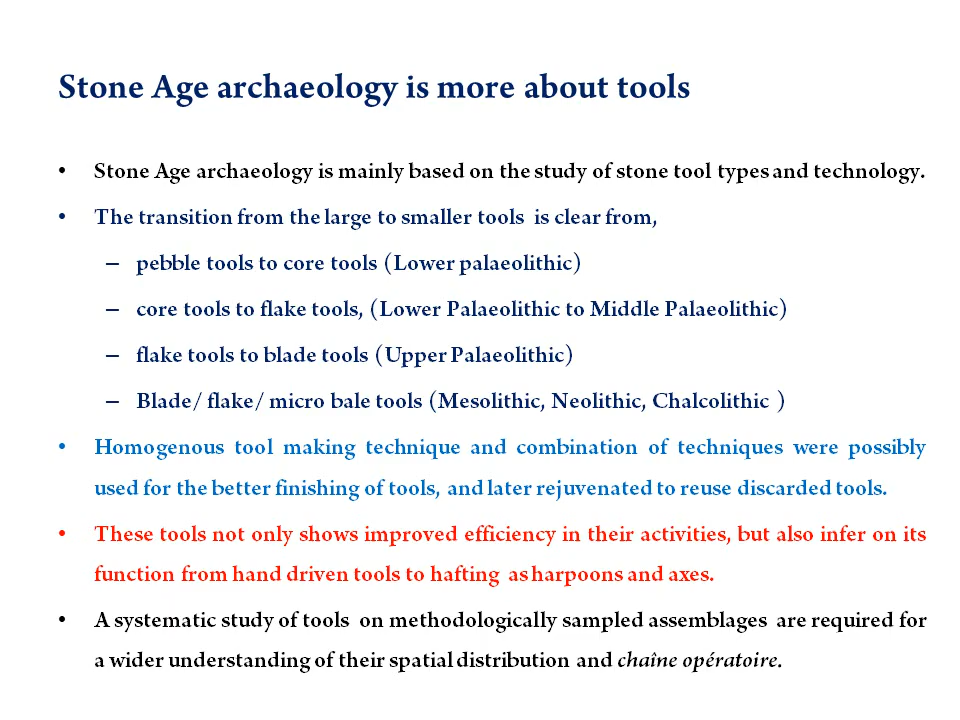 Stone Age archaeology is more about tools
• Stone Age archaeology is mainly based on the study of stone tool types and technology.
• The transition from the large to smaller tools is clear from,
– pebble tools to core tools (Lower palaeolithic)
– core tools to flake tools, (Lower Palaeolithic to Middle Palaeolithic)
– flake tools to blade tools (Upper Palaeolithic)
– Blade/ flake/ micro bale tools (Mesolithic, Neolithic, Chalcolithic )
• Homogenous tool making technique and combination of techniques were possibly
used for the better finishing of tools, and later rejuvenated to reuse discarded tools.
• These tools not only shows improved efficiency in their activities, but also infer on its
function from hand driven tools to hafting as harpoons and axes.
• A systematic study of tools on methodologically sampled assemblages are required for
a wider understanding of their spatial distribution and chaîne opératoire.